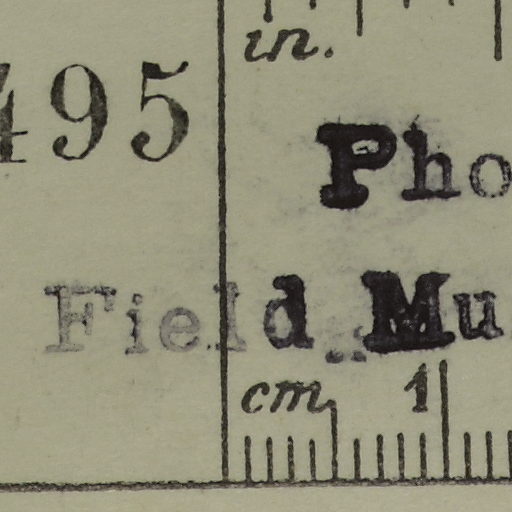 in.
495
Pho
Field Mu
cm 1